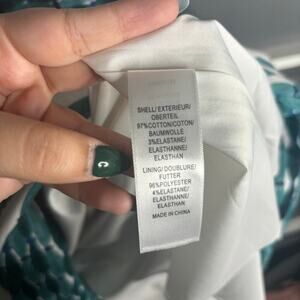 SHELL/EXTERIEUR/
OBERTEIL
97%COTTON/COTON/
BAUMWOLLE
3%ELASTANE/
ELASTHANNE/
ELASTHAN
LINING/DOUBLURE/
FUTTER
96%POLYESTER
4%ELASTANE/
ELASTHANNE/
ELASTHAN
MADE IN CHINA